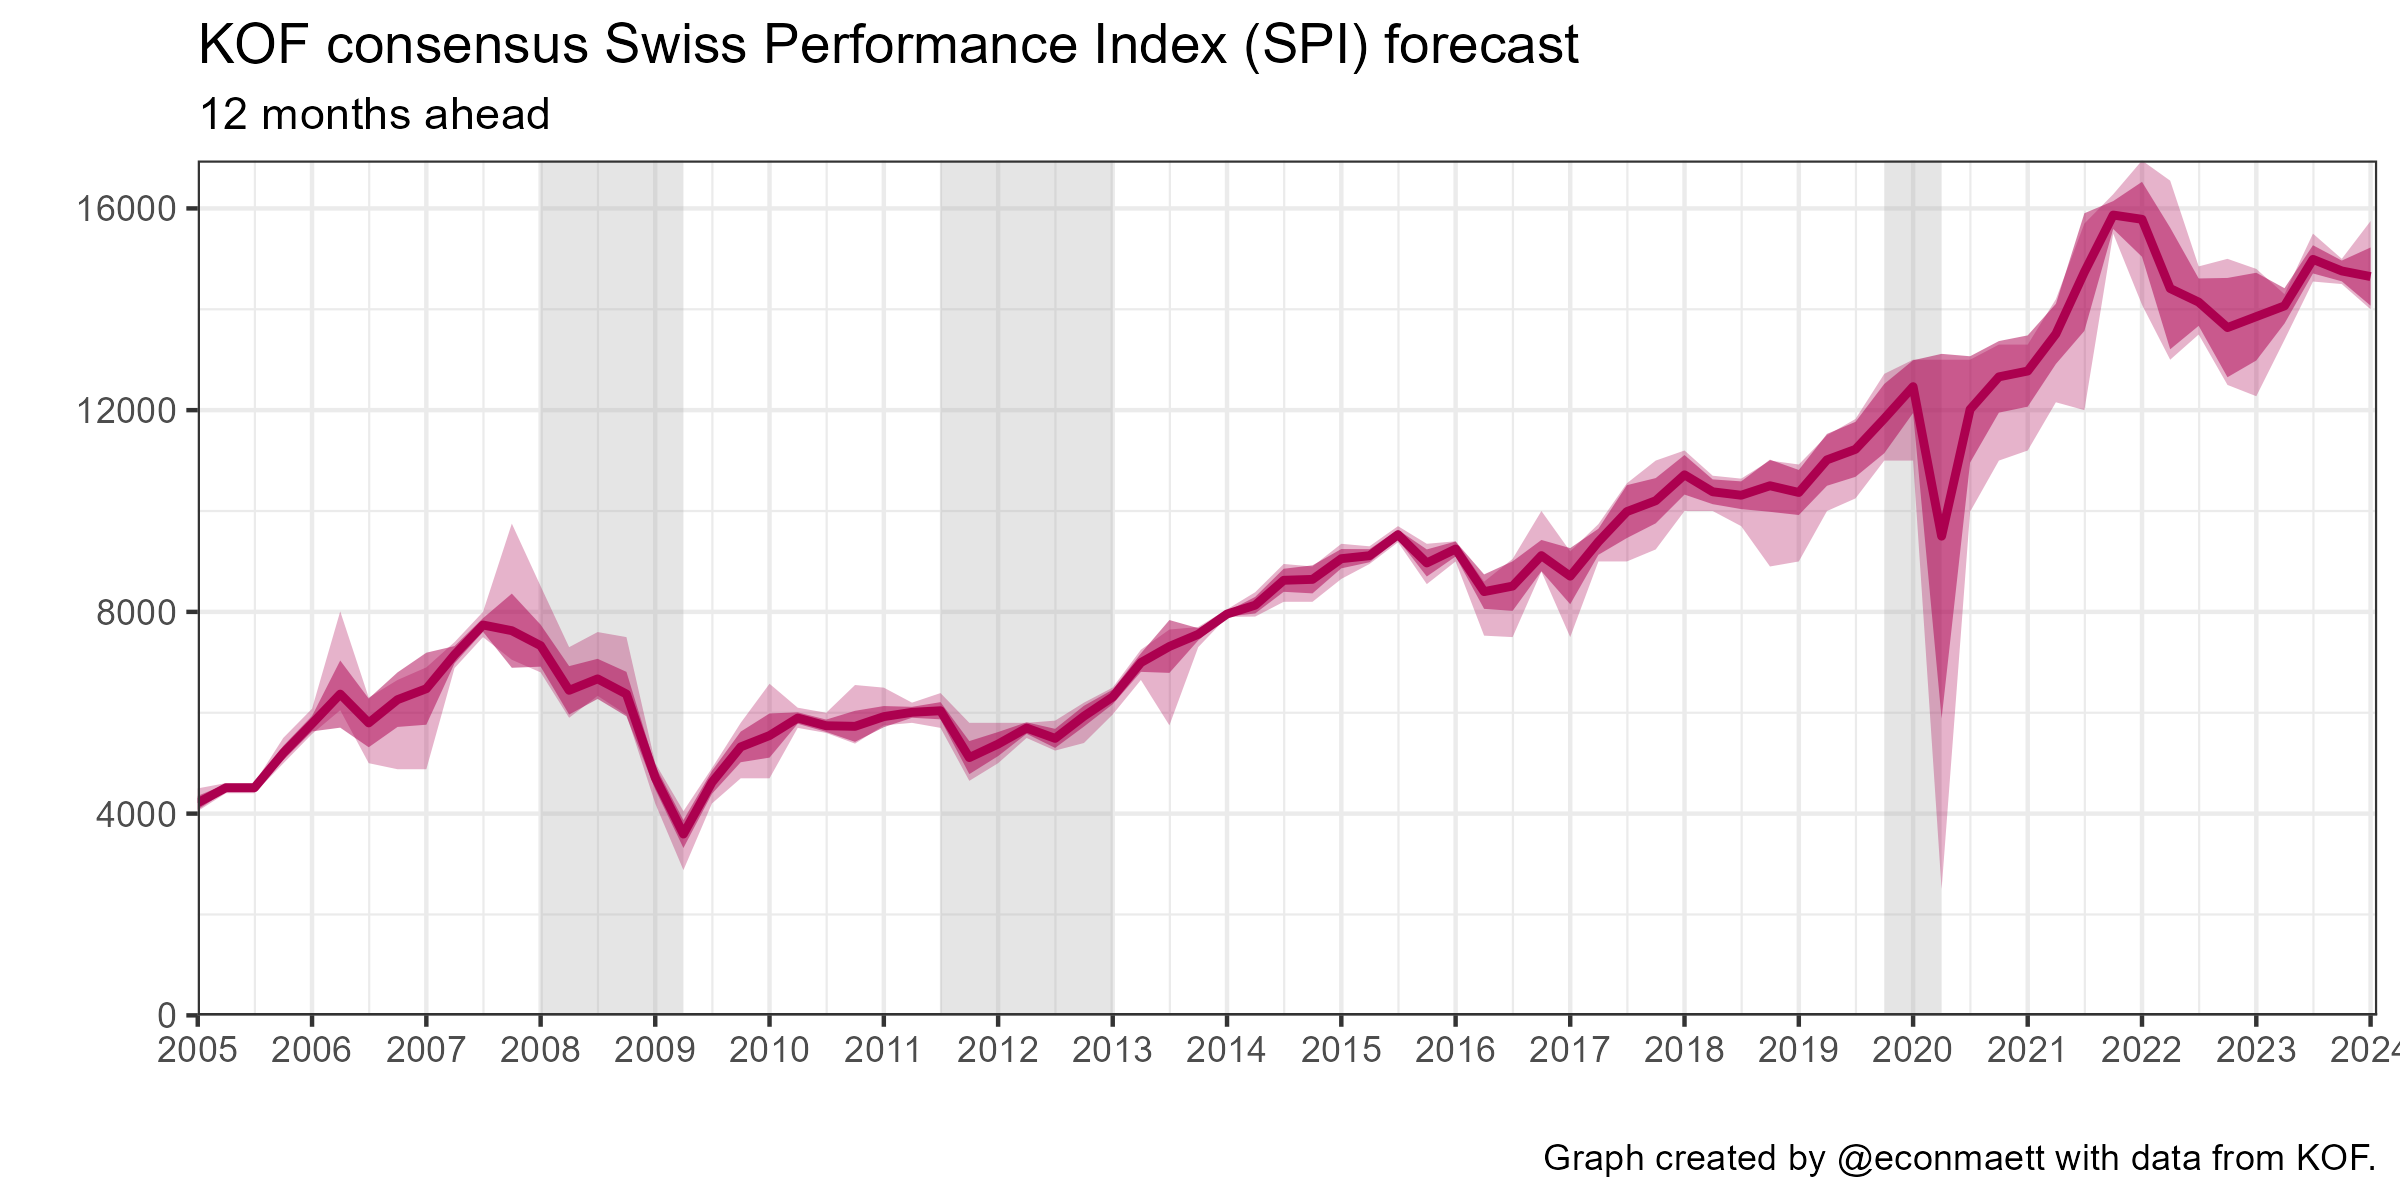 KOF consensus Swiss Performance Index (SPI) forecast
12 months ahead
16000
12000
8000
4000
0
2005 2006 2007 2008 2009 2010 2011 2012 2013 2014 2015 2016 2017 2018 2019 2020 2021 2022 2023 2024
Graph created by @econmaett with data from KOF.